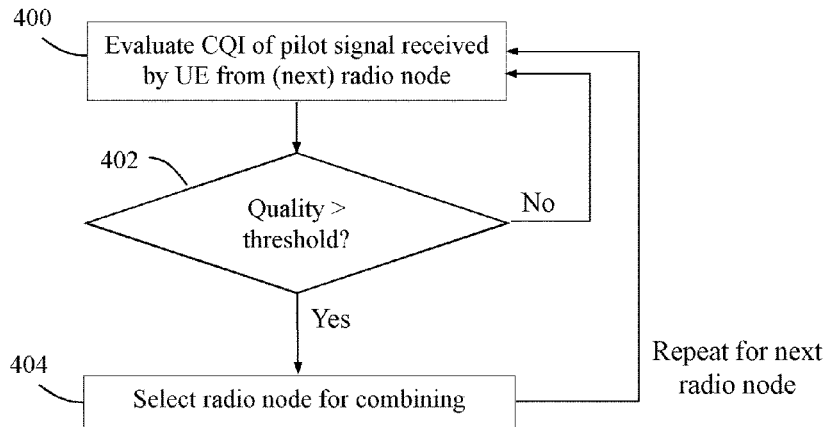 400
Evaluate CQI of pilot signal received
by UE from (next) radio node
402
Quality >
threshold?
No
Yes
404
Select radio node for combining
Repeat for next
radio node